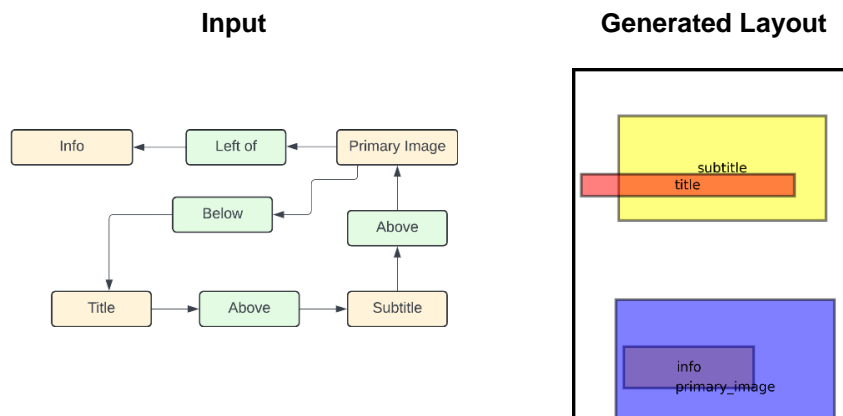 Input
Generated Layout
Info
Left of
Primary Image
Below
Above
Title
Above
Subtitle
subtitle
title
info
primary_image